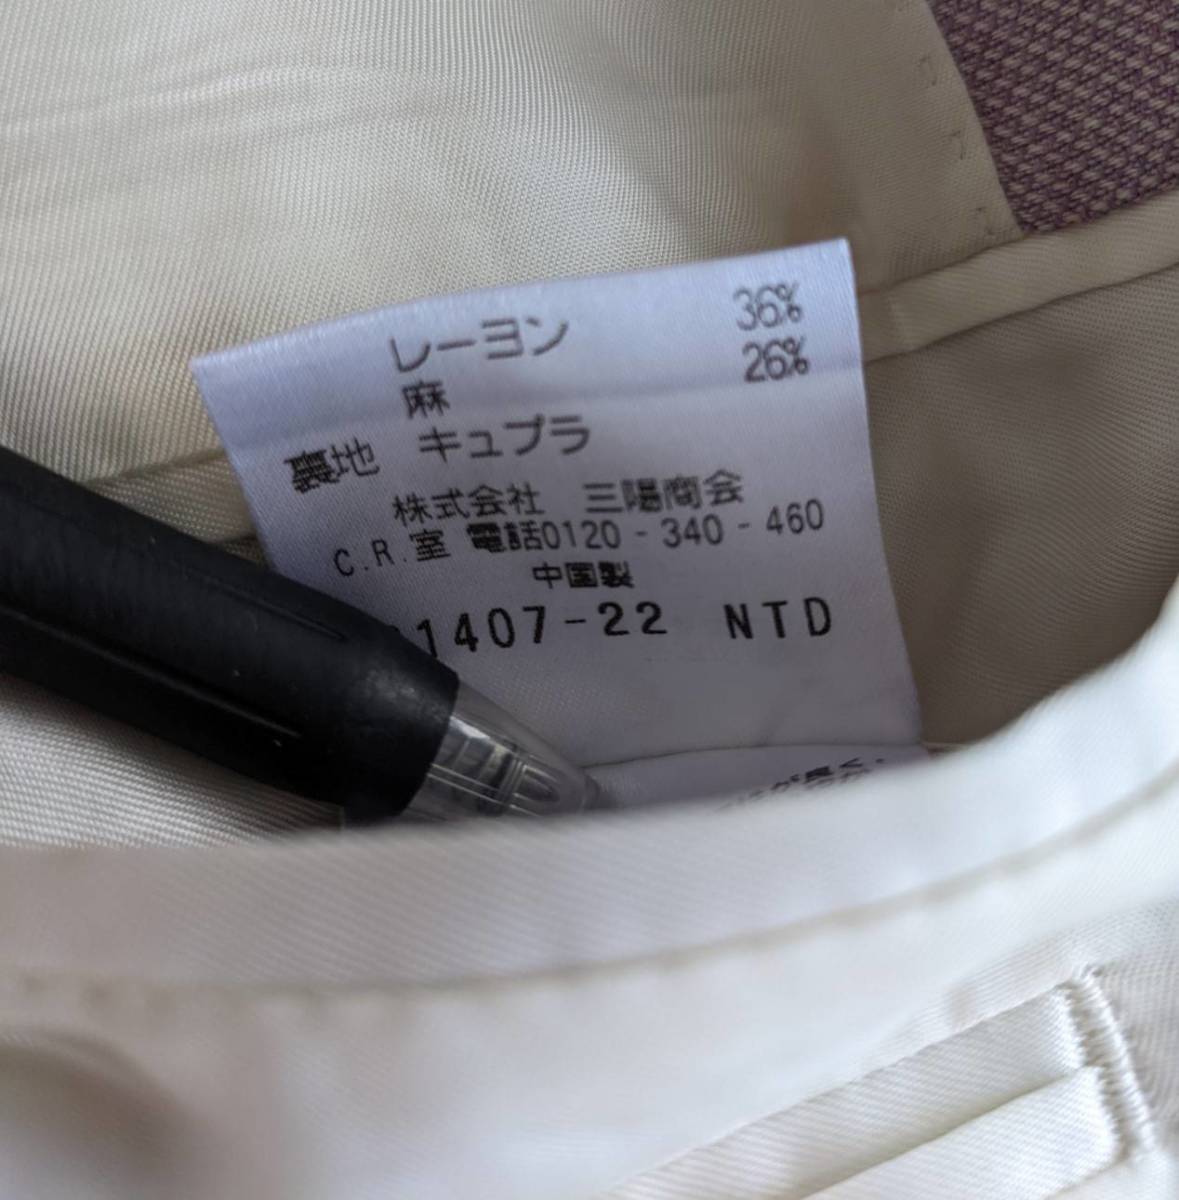 レーヨン 36%
麻 26%
裏地 キュプラ
株式会社 三陽商会
C.R.室 電話0120-340-460
中国製
1407-22 NTD